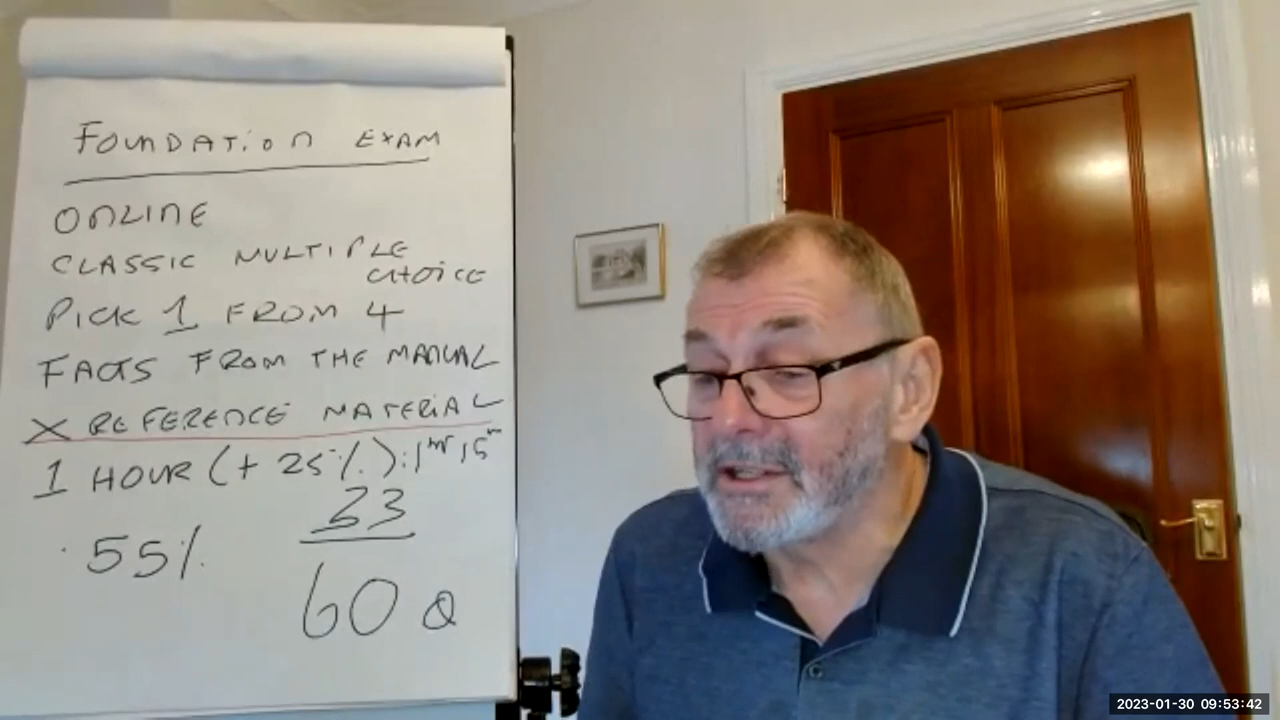 FOUNDATION EXAM
ONLINE
CLASSIC MULTIPLE
CHOICE
PICK 1 FROM 4
FACTS FROM THE MANUAL
X REFERENCE MATERIAL
1 HOUR (+ 25%):1hr 15m
33
55%
60 Q
2023-01-30 09:53:42